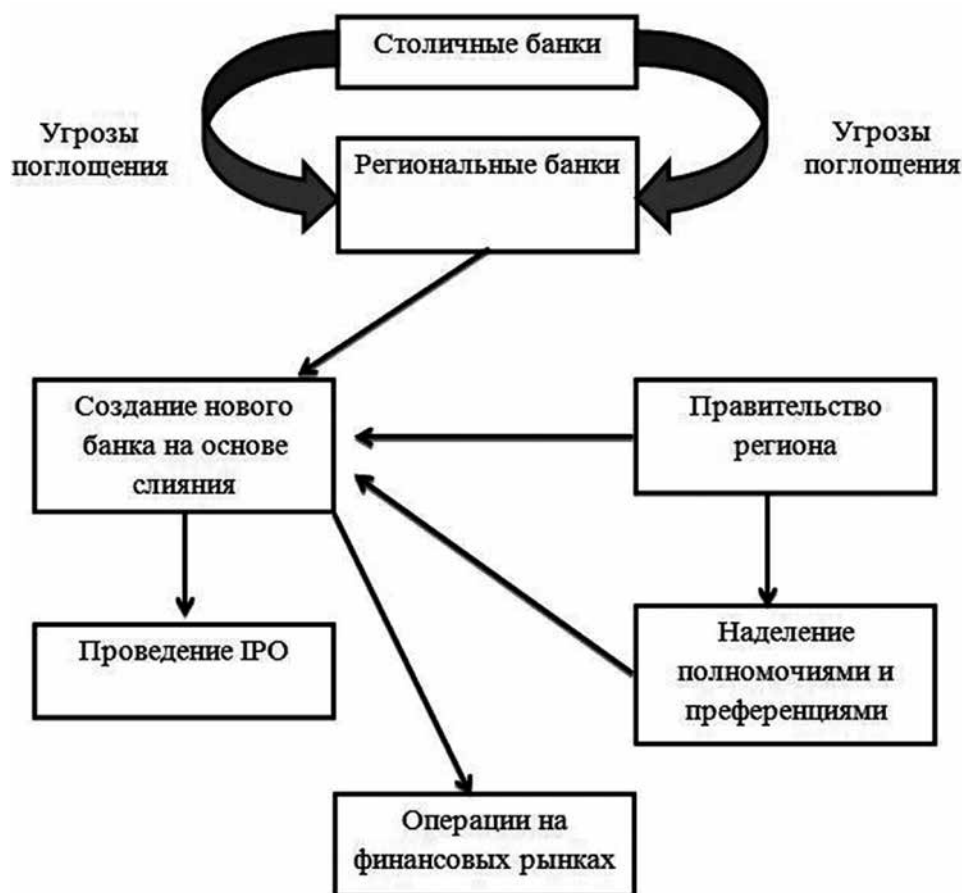 Столичные банки
Угрозы
поглощения
Угрозы
поглощения
Региональные банки
Создание нового
банка на основе
слияния
Правительство
региона
Проведение IPO
Наделение
полномочиями и
преференциями
Операции на
финансовых рынках